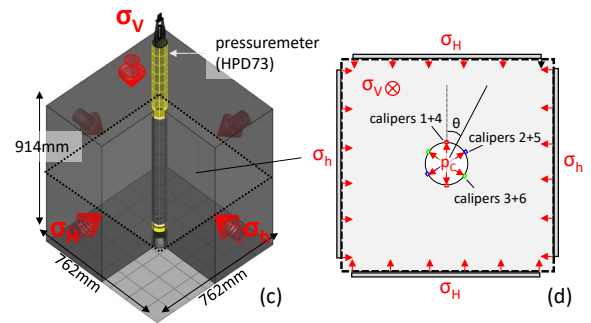 σV
pressuremeter
(HPD73)
914mm
σH
σh
762mm
762mm
(c)
σh
σH
σV
θ
calipers 1+4
calipers 2+5
pC
calipers 3+6
σh
σH
(d)